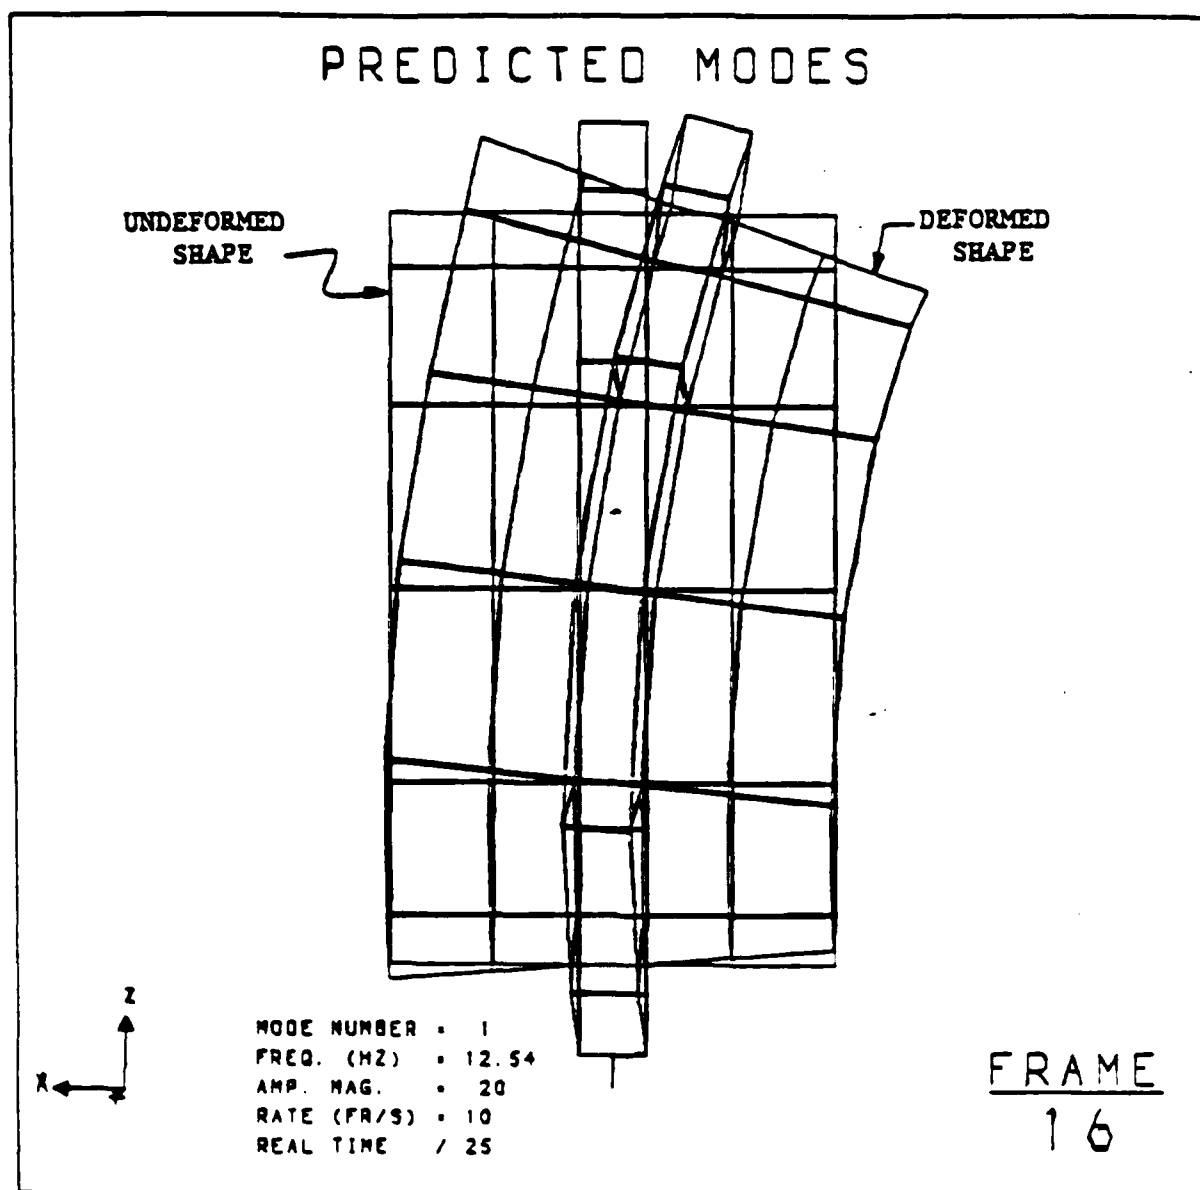 PREDICTED MODES
UNDEFORMED
SHAPE
DEFORMED
SHAPE
Z
X
MODE NUMBER = 1
FREQ. (HZ) = 12.54
AMP. MAG. = 20
RATE (FR/S) = 10
REAL TIME / 25
FRAME
16